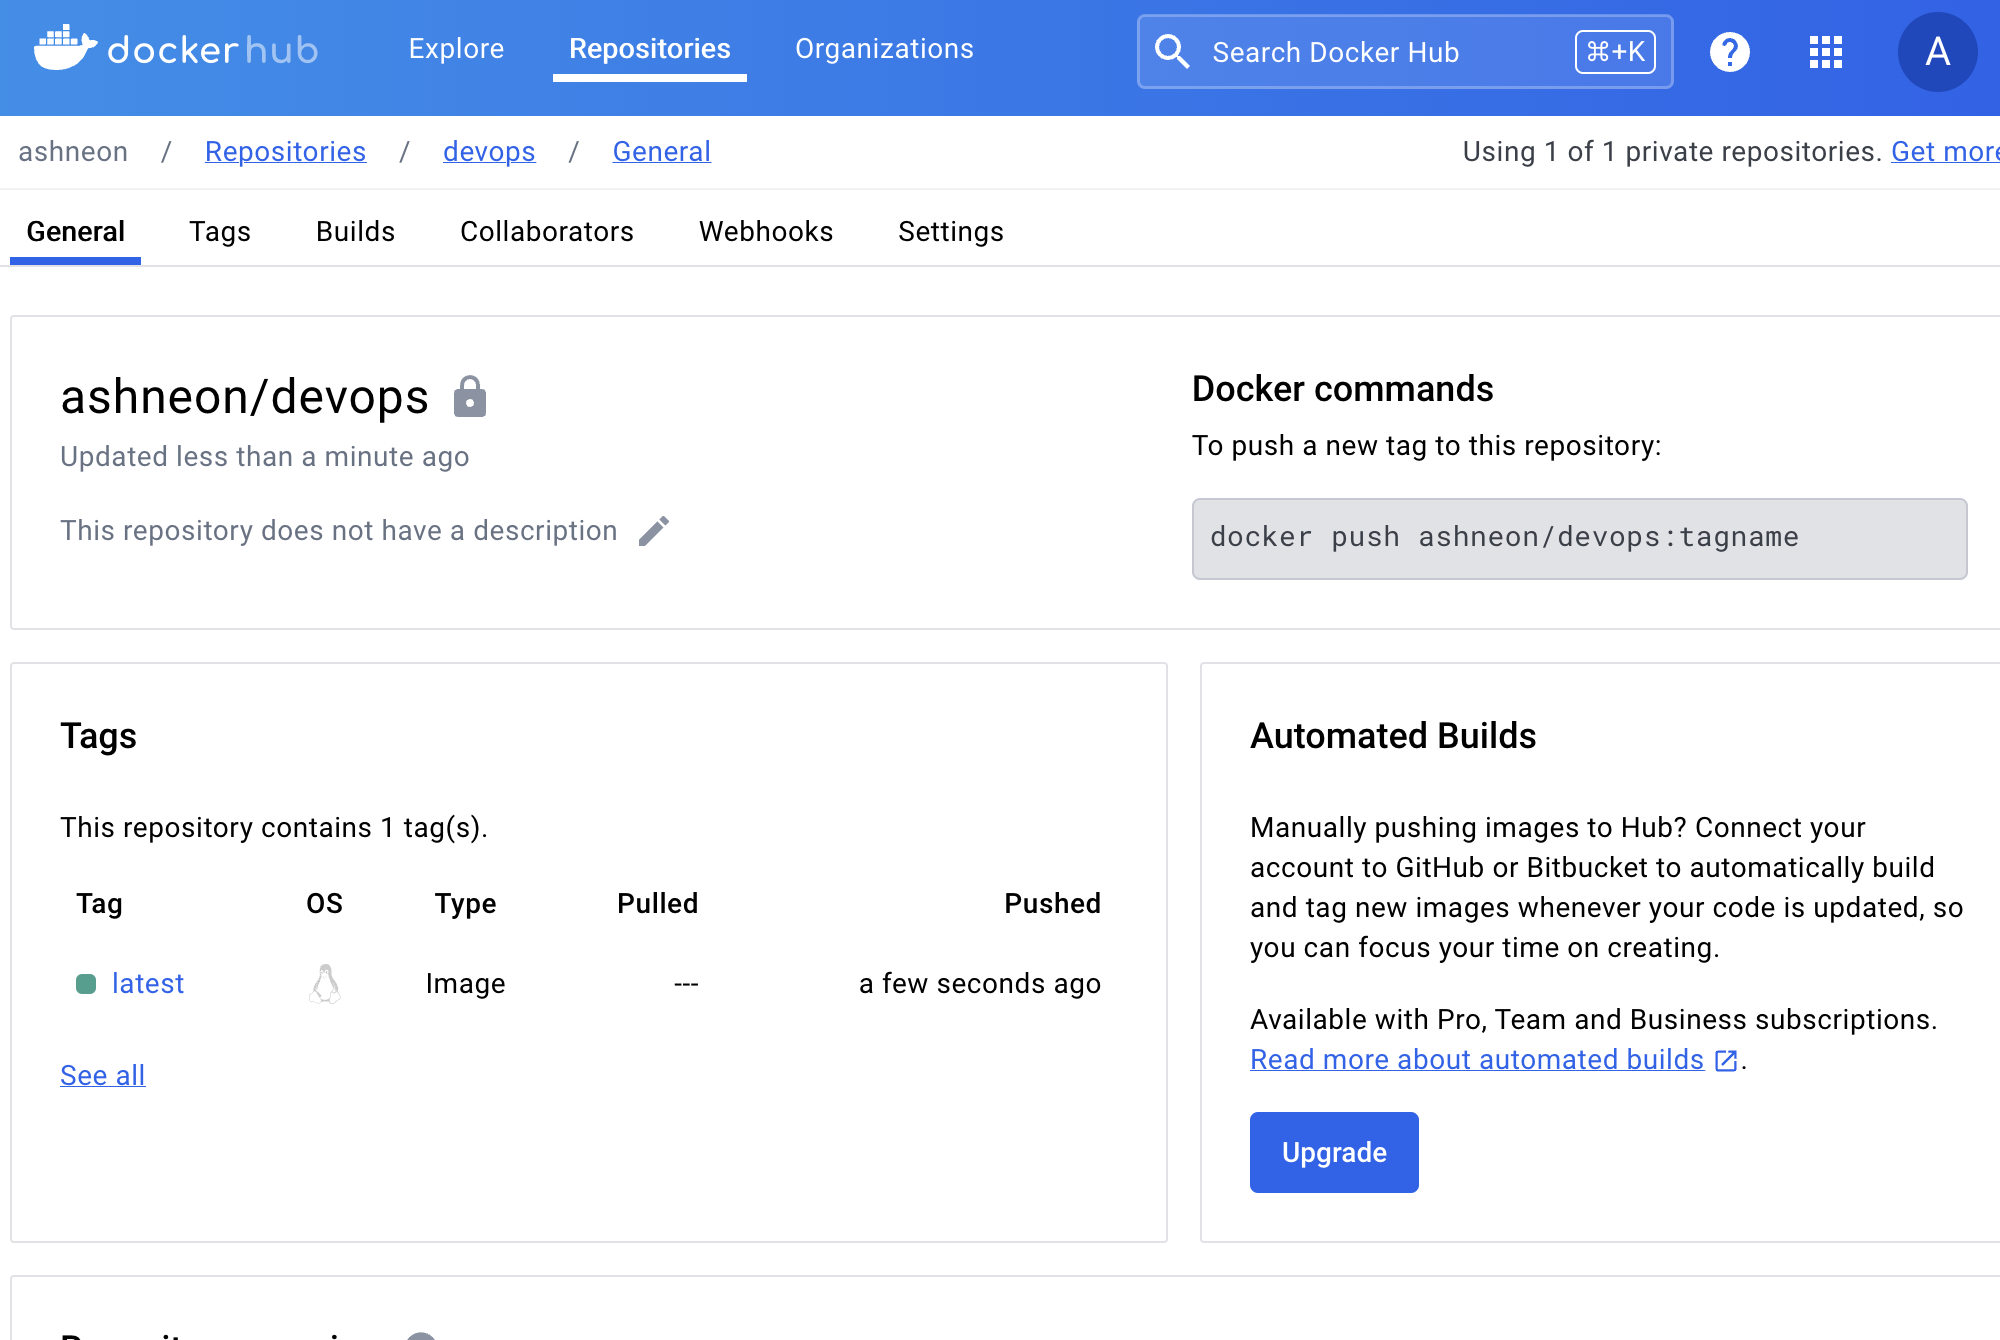 dockerhub
Explore
Repositories
Organizations
Search Docker Hub
⌘+K
?
A
ashneon / Repositories / devops / General
Using 1 of 1 private repositories. Get more
General
Tags
Builds
Collaborators
Webhooks
Settings
ashneon/devops
Updated less than a minute ago
This repository does not have a description
Docker commands
To push a new tag to this repository:
docker push ashneon/devops:tagname
Tags
This repository contains 1 tag(s).
Tag OS Type Pulled Pushed
latest Image --- a few seconds ago
See all
Automated Builds
Manually pushing images to Hub? Connect your
account to GitHub or Bitbucket to automatically build
and tag new images whenever your code is updated, so
you can focus your time on creating.
Available with Pro, Team and Business subscriptions.
Read more about automated builds.
Upgrade